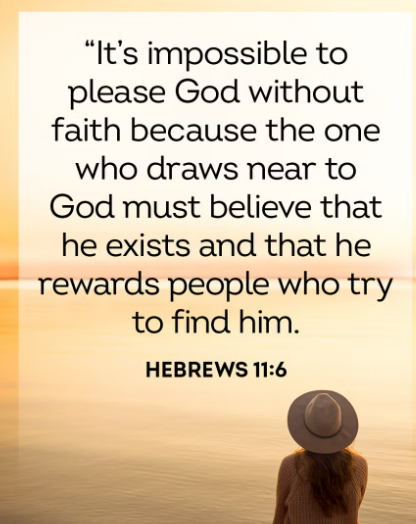 “It’s impossible to
please God without
faith because the one
who draws near to
God must believe that
he exists and that he
rewards people who try
to find him.
HEBREWS 11:6